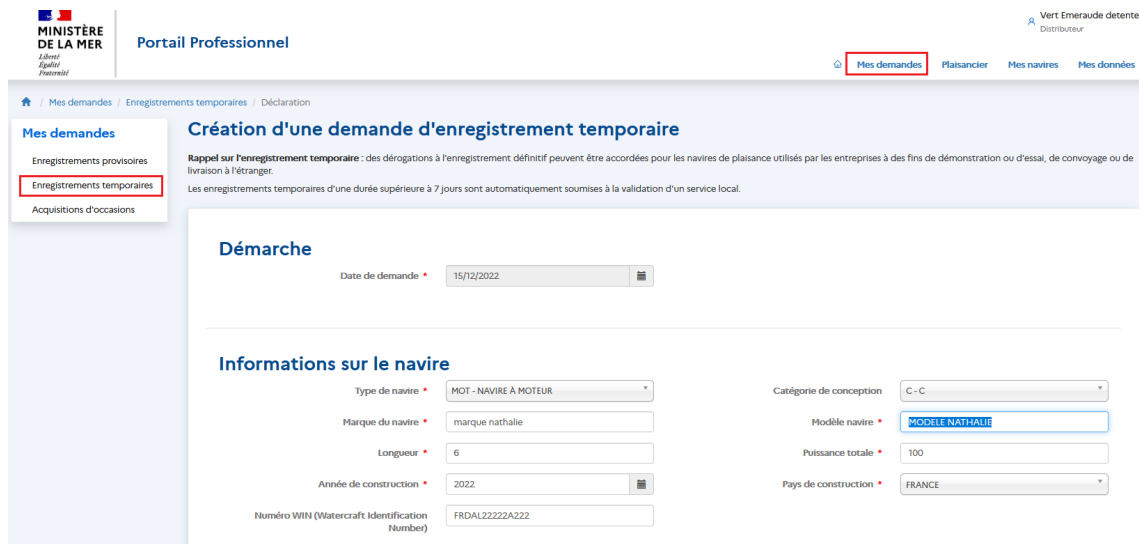 MINISTÈRE
DE LA MER
Liberté
Égalité
Fraternité
Portail Professionnel
Vert Emeraude detente
Distributeur
Mes demandes Plaisancier Mes navires Mes données
/ Mes demandes / Enregistrements temporaires / Déclaration
Mes demandes
Enregistrements provisoires
Enregistrements temporaires
Acquisitions d'occasions
Création d'une demande d'enregistrement temporaire
Rappel sur l'enregistrement temporaire : des dérogations à l'enregistrement définitif peuvent être accordées pour les navires de plaisance utilisés par les entreprises à des fins de démonstration ou d'essai, de convoyage ou de
livraison à l'étranger.
Les enregistrements temporaires d'une durée supérieure à 7 jours sont automatiquement soumises à la validation d'un service local.
Démarche
Date de demande * 15/12/2022
Informations sur le navire
Type de navire * MOT - NAVIRE À MOTEUR Catégorie de conception C - C
Marque du navire * marque nathalie Modèle navire * MODELE NATHALIE
Longueur * 6 Puissance totale * 100
Année de construction * 2022 Pays de construction * FRANCE
Numéro WIN (Watercraft Identification
Number) FRDAL22222A222